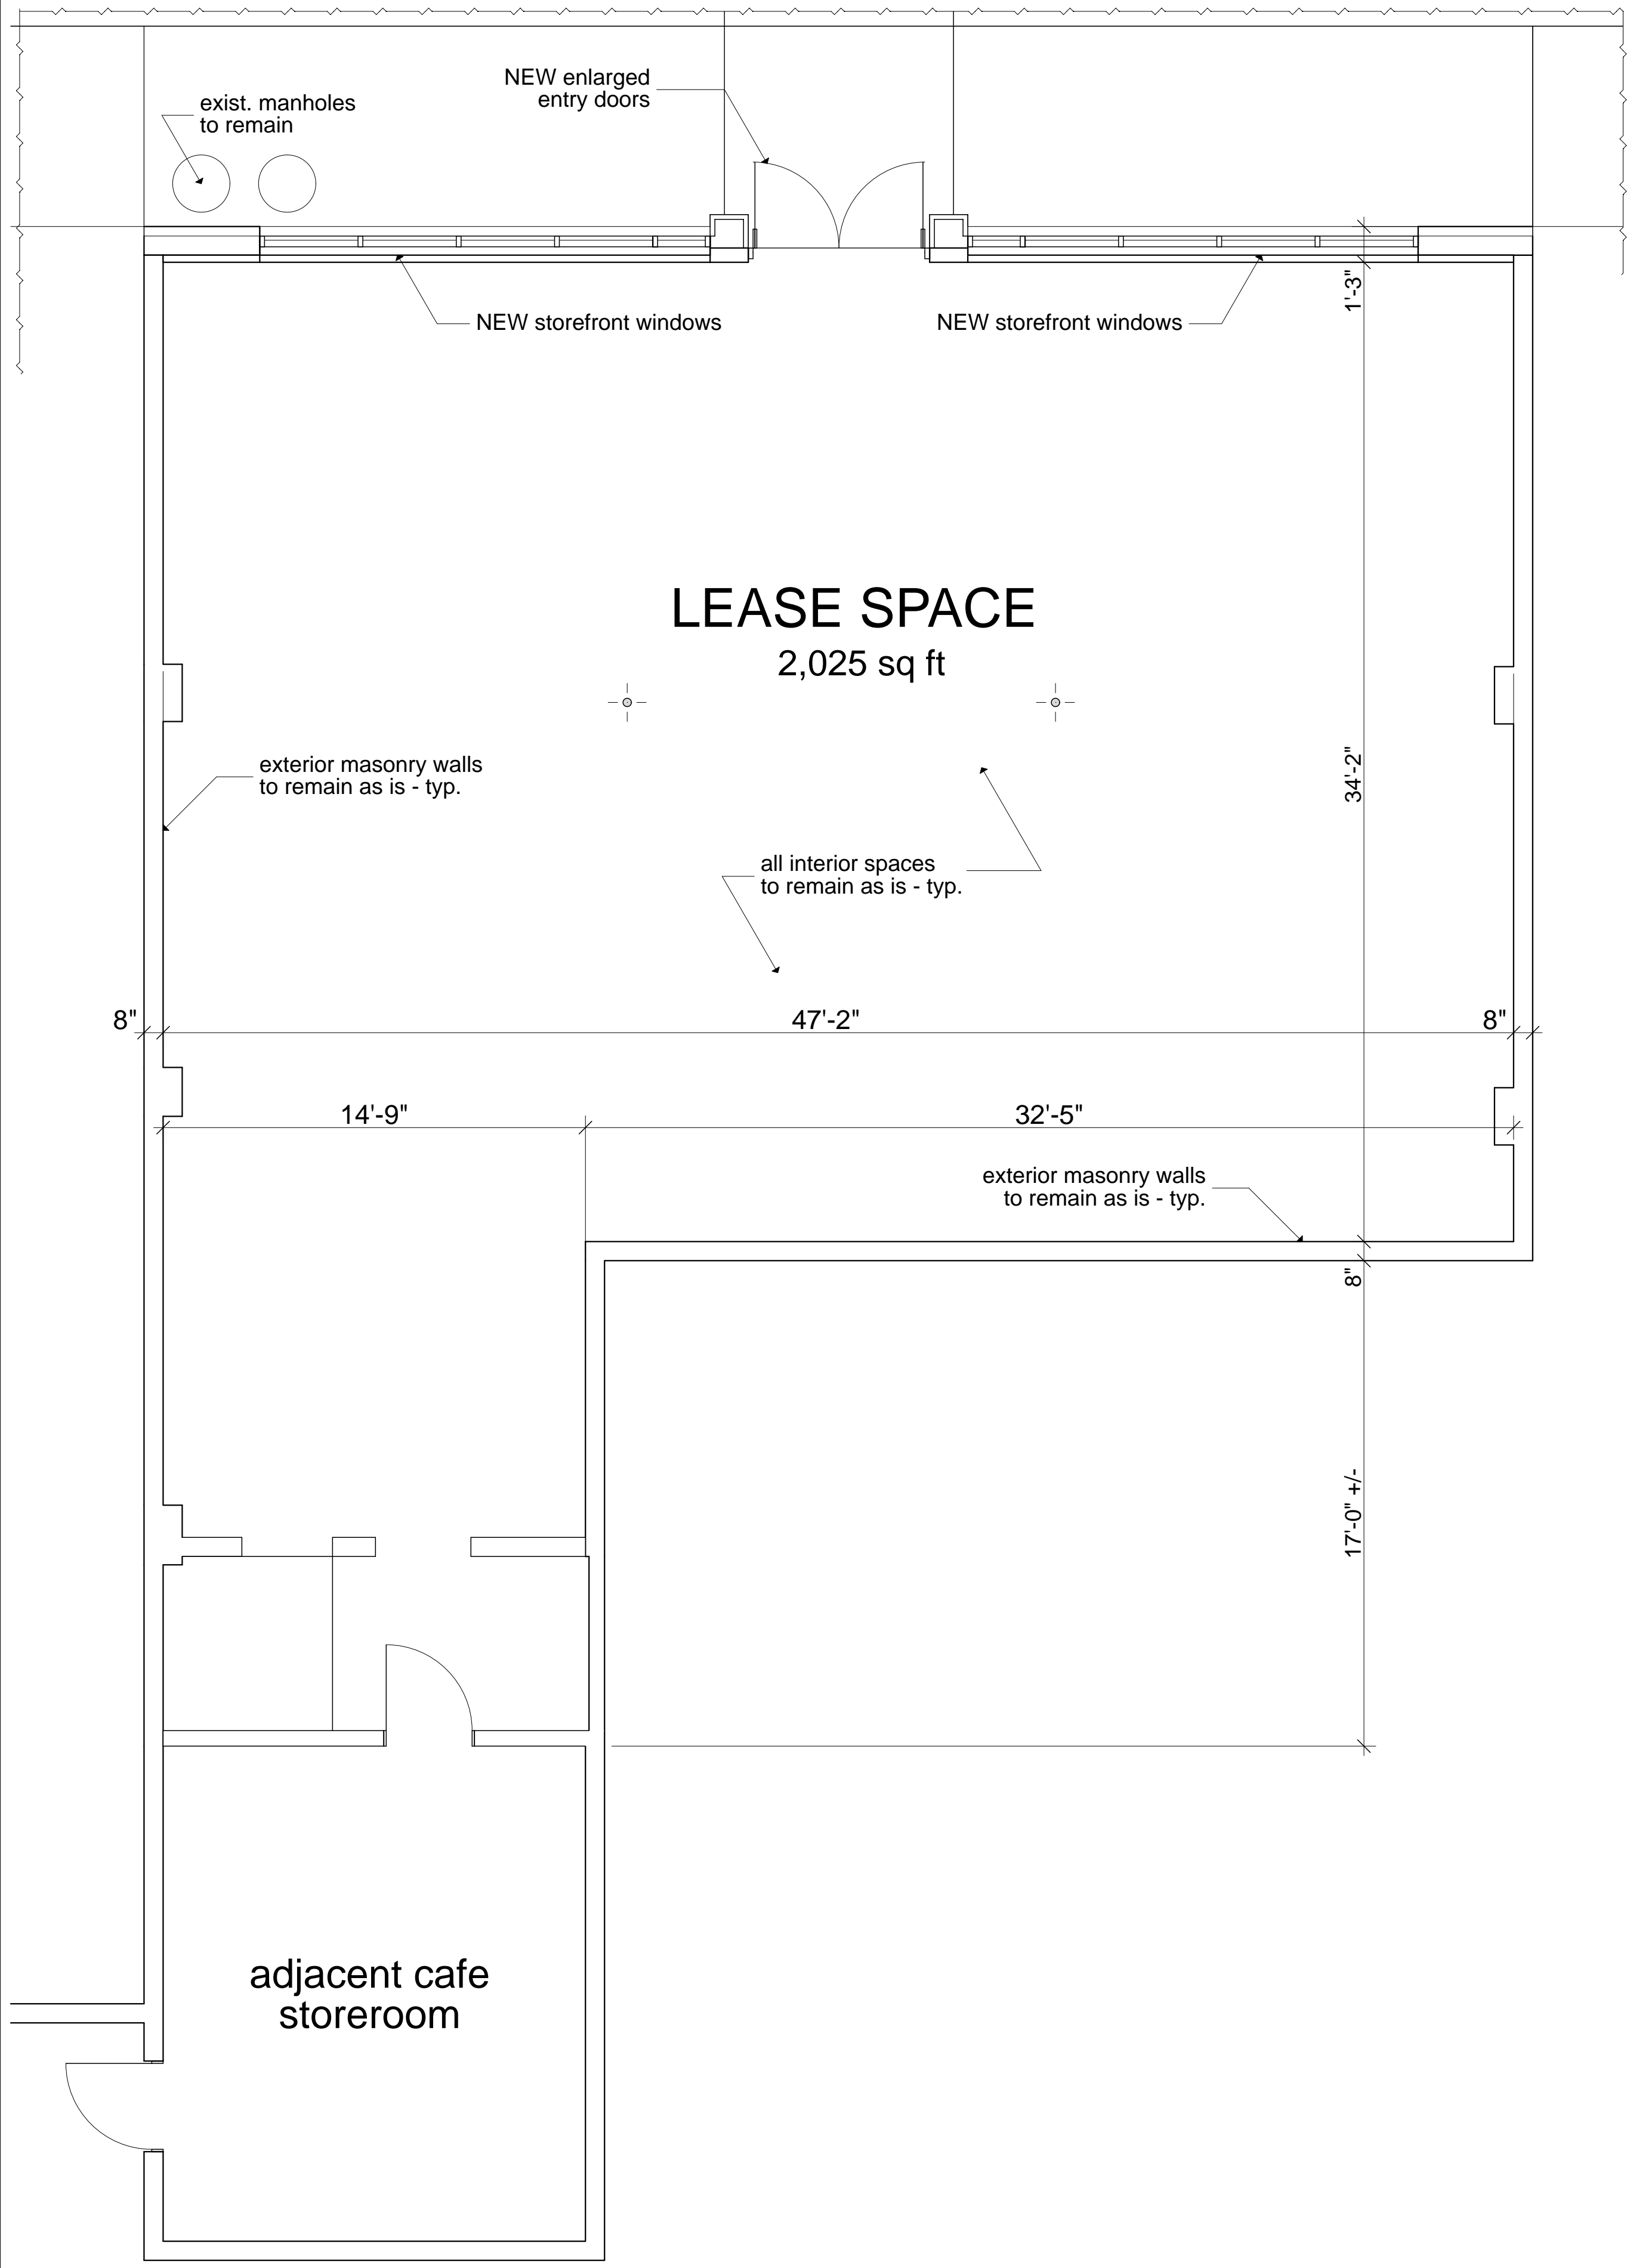 NEW enlarged
entry doors
exist. manholes
to remain
NEW storefront windows
NEW storefront windows
1'-3"
LEASE SPACE
2,025 sq ft
exterior masonry walls
to remain as is - typ.
34'-2"
all interior spaces
to remain as is - typ.
8"
47'-2"
8"
14'-9"
32'-5"
exterior masonry walls
to remain as is - typ.
8"
17'-0" +/-
adjacent cafe
storeroom